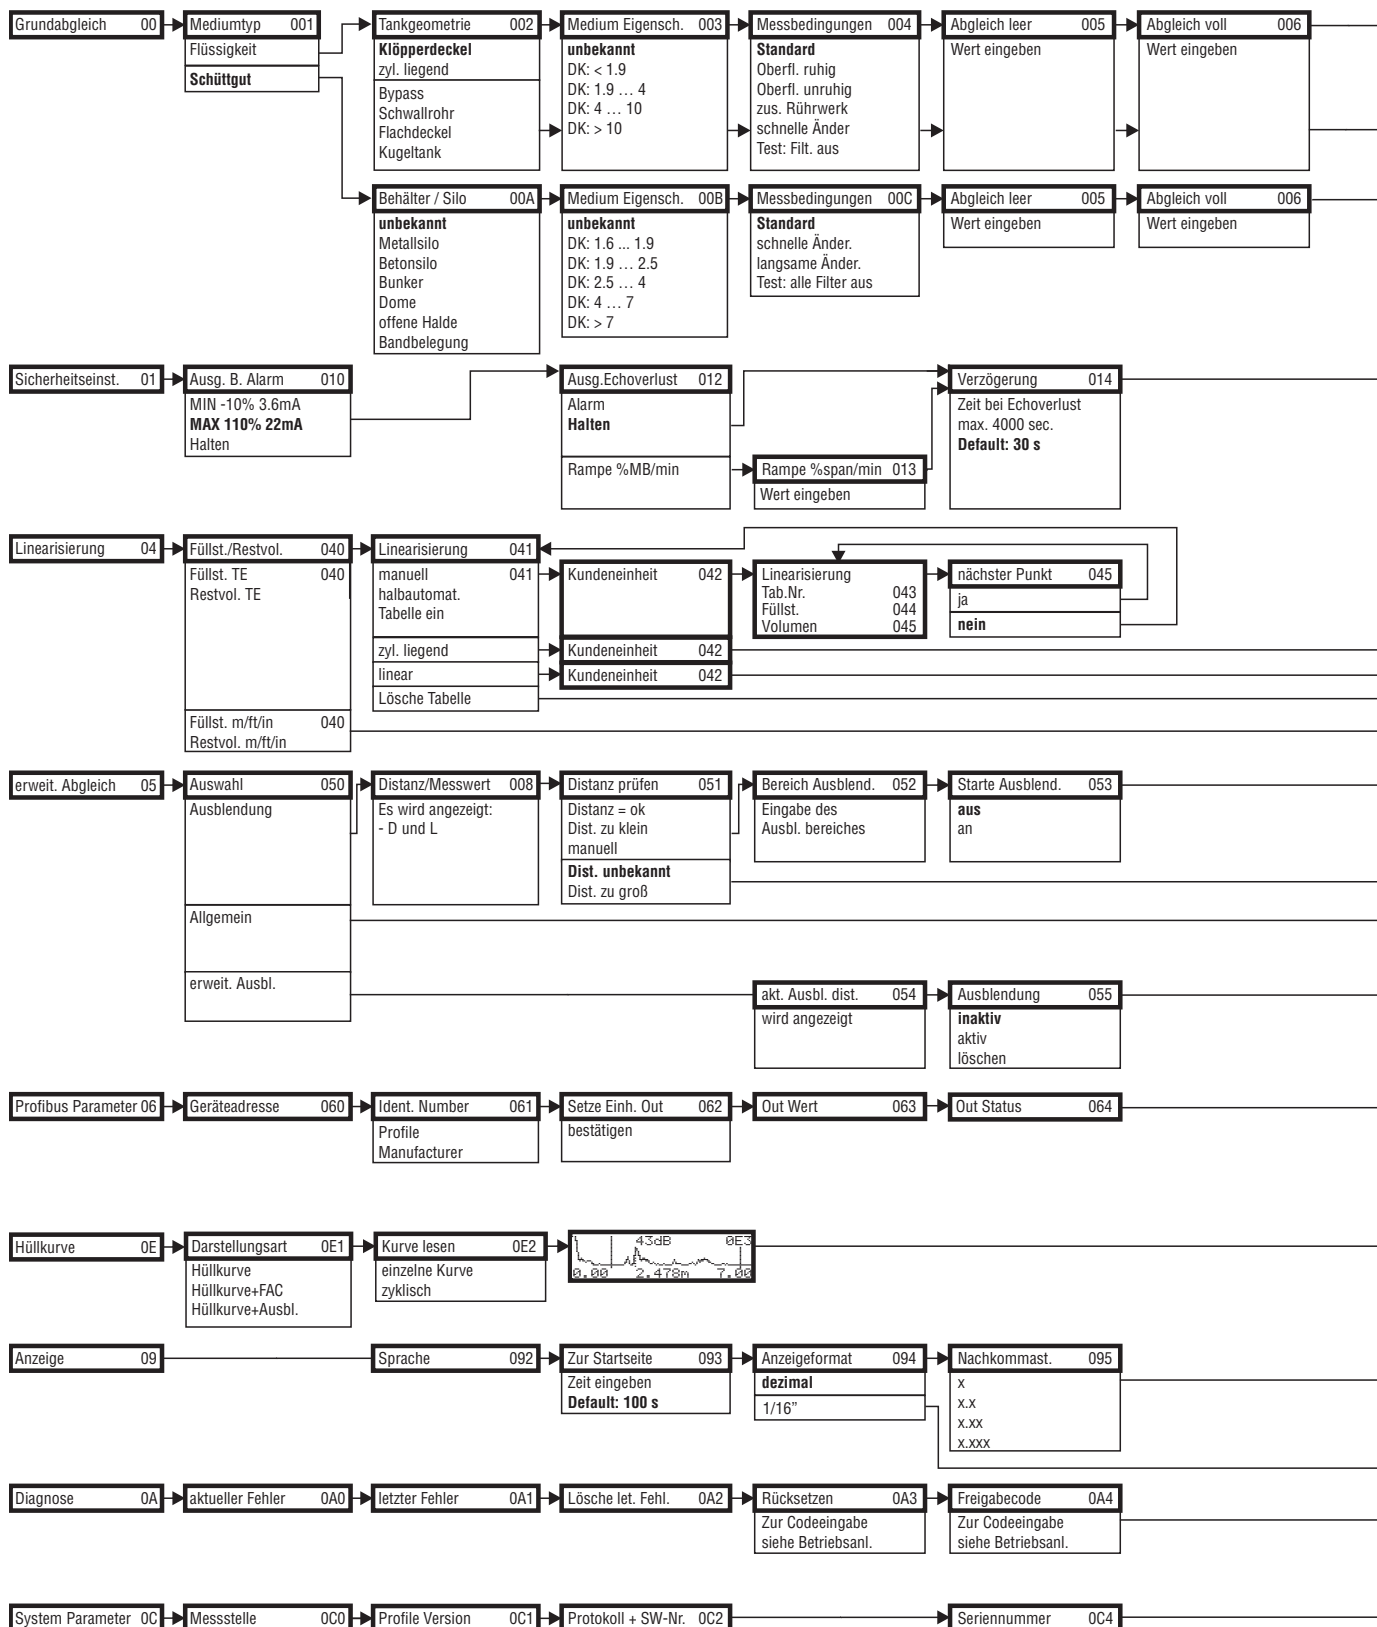 Grundabgleich 00
Mediumtyp 001
Flüssigkeit
Schüttgut
Tankgeometrie 002
Klöpperdeckel
zyl. liegend
Bypass
Schwallrohr
Flachdeckel
Kugeltank
Medium Eigensch. 003
unbekannt
DK: < 1.9
DK: 1.9 … 4
DK: 4 … 10
DK: > 10
Messbedingungen 004
Standard
Oberfl. ruhig
Oberfl. unruhig
zus. Rührwerk
schnelle Änder
Test: Filt. aus
Abgleich leer 005
Wert eingeben
Abgleich voll 006
Wert eingeben
Behälter / Silo 00A
unbekannt
Metallsilo
Betonsilo
Bunker
Dome
offene Halde
Bandbelegung
Medium Eigensch. 00B
unbekannt
DK: 1.6 ... 1.9
DK: 1.9 … 2.5
DK: 2.5 … 4
DK: 4 … 7
DK: > 7
Messbedingungen 00C
Standard
schnelle Änder.
langsame Änder.
Test: alle Filter aus
Abgleich leer 005
Wert eingeben
Abgleich voll 006
Wert eingeben
Sicherheitseinst. 01
Ausg. B. Alarm 010
MIN -10% 3.6mA
MAX 110% 22mA
Halten
Ausg.Echoverlust 012
Alarm
Halten
Rampe %MB/min
Rampe %span/min 013
Wert eingeben
Verzögerung 014
Zeit bei Echoverlust
max. 4000 sec.
Default: 30 s
Linearisierung 04
Füllst./Restvol. 040
Füllst. TE 040
Restvol. TE
Füllst. m/ft/in 040
Restvol. m/ft/in
Linearisierung 041
manuell 041
halbautomat.
Tabelle ein
zyl. liegend
linear
Lösche Tabelle
Kundeneinheit 042
Kundeneinheit 042
Kundeneinheit 042
Linearisierung
Tab.Nr. 043
Füllst. 044
Volumen 045
nächster Punkt 045
ja
nein
erweit. Abgleich 05
Auswahl 050
Ausblendung
Allgemein
erweit. Ausbl.
Distanz/Messwert 008
Es wird angezeigt:
- D und L
Distanz prüfen 051
Distanz = ok
Dist. zu klein
manuell
Dist. unbekannt
Dist. zu groß
Bereich Ausblend. 052
Eingabe des
Ausbl. bereiches
Starte Ausblend. 053
aus
an
akt. Ausbl. dist. 054
wird angezeigt
Ausblendung 055
inaktiv
aktiv
löschen
Profibus Parameter 06
Geräteadresse 060
Ident. Number 061
Profile
Manufacturer
Setze Einh. Out 062
bestätigen
Out Wert 063
Out Status 064
Hüllkurve 0E
Darstellungsart 0E1
Hüllkurve
Hüllkurve+FAC
Hüllkurve+Ausbl.
Kurve lesen 0E2
einzelne Kurve
zyklisch
43dB 0E3
0.00 2.478m 7.00
Anzeige 09
Sprache 092
Zur Startseite 093
Zeit eingeben
Default: 100 s
Anzeigeformat 094
dezimal
1/16”
Nachkommast. 095
x
x.x
x.xx
x.xxx
Diagnose 0A
aktueller Fehler 0A0
letzter Fehler 0A1
Lösche let. Fehl. 0A2
Rücksetzen 0A3
Zur Codeeingabe
siehe Betriebsanl.
Freigabecode 0A4
Zur Codeeingabe
siehe Betriebsanl.
System Parameter 0C
Messstelle 0C0
Profile Version 0C1
Protokoll + SW-Nr. 0C2
Seriennummer 0C4